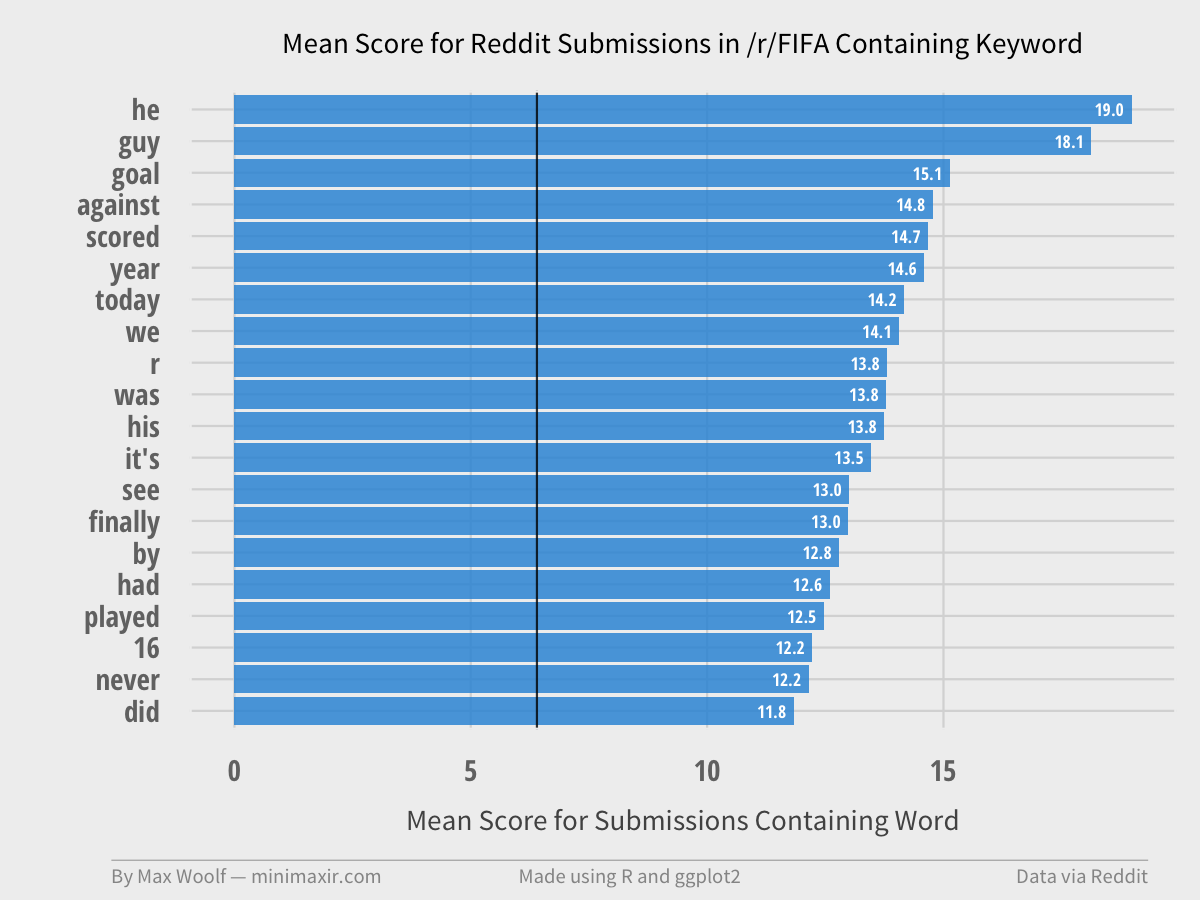 Mean Score for Reddit Submissions in /r/FIFA Containing Keyword
he 19.0
guy 18.1
goal 15.1
against 14.8
scored 14.7
year 14.6
today 14.2
we 14.1
r 13.8
was 13.8
his 13.8
it's 13.5
see 13.0
finally 13.0
by 12.8
had 12.6
played 12.5
16 12.2
never 12.2
did 11.8
0 5 10 15
Mean Score for Submissions Containing Word
By Max Woolf — minimaxir.com Made using R and ggplot2 Data via Reddit